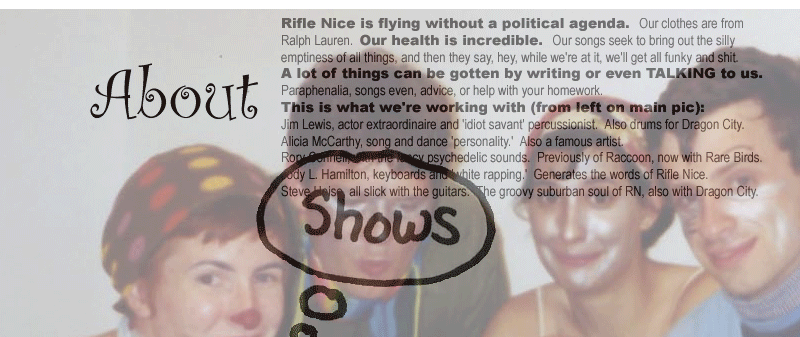 About
Rifle Nice is flying without a political agenda. Our clothes are from
Ralph Lauren. Our health is incredible. Our songs seek to bring out the silly
emptiness of all things, and then they say, hey, while we're at it, we'll get all funky and shit.
A lot of things can be gotten by writing or even TALKING to us.
Paraphenalia, songs even, advice, or help with your homework.
This is what we're working with (from left on main pic):
Jim Lewis, actor extraordinaire and 'idiot savant' percussionist. Also drums for Dragon City.
Alicia McCarthy, song and dance 'personality.' Also a famous artist.
Rory with the fancy psychedelic sounds. Previously of Raccoon, now with Rare Birds.
Jody L. Hamilton, keyboards and 'white rapping.' Generates the words of Rifle Nice.
Steve all slick with the guitars. The groovy suburban soul of RN, also with Dragon City.
Shows